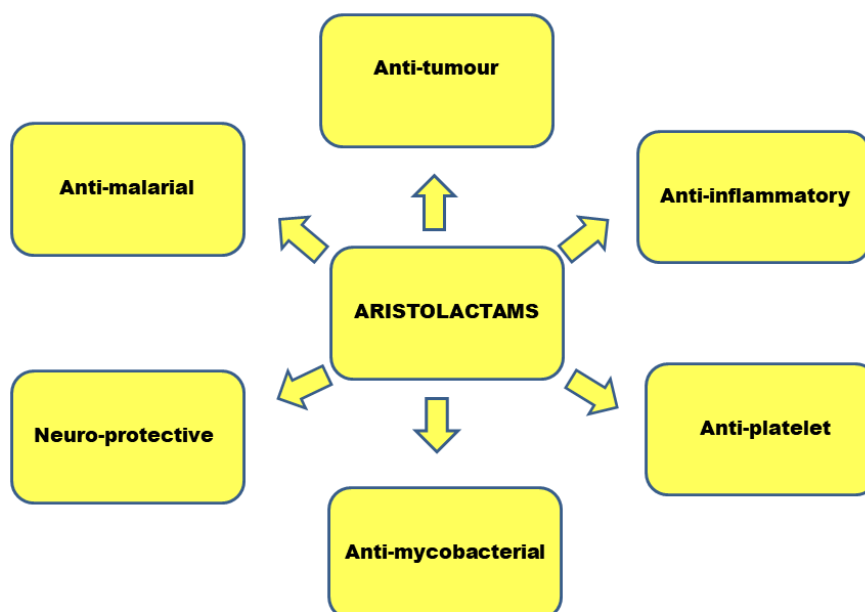 Anti-tumour
Anti-malarial
Anti-inflammatory
ARISTOLACTAMS
Neuro-protective
Anti-platelet
Anti-mycobacterial